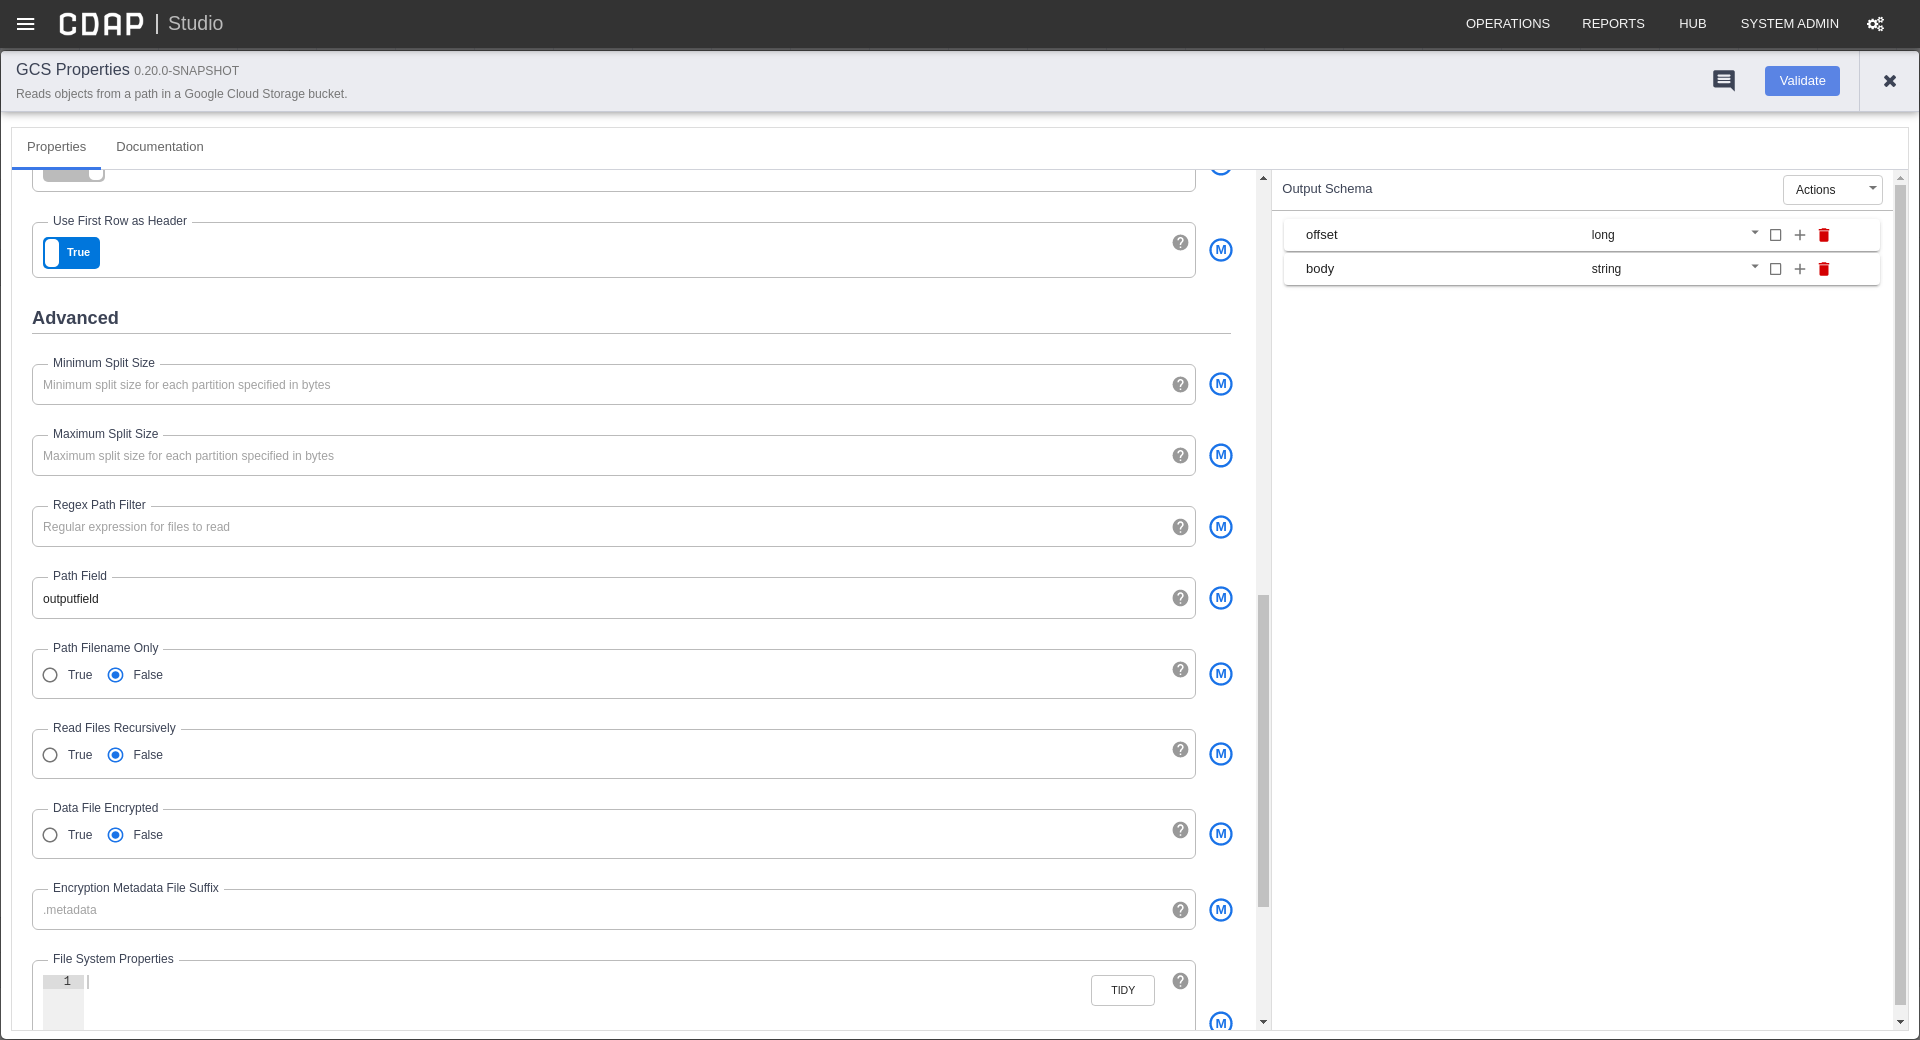 CDAP | Studio
OPERATIONS REPORTS HUB SYSTEM ADMIN
GCS Properties 0.20.0-SNAPSHOT
Reads objects from a path in a Google Cloud Storage bucket.
Validate
Properties Documentation
Output Schema
Actions
Use First Row as Header
True
M
offset long
body string
Advanced
Minimum Split Size
Minimum split size for each partition specified in bytes
M
Maximum Split Size
Maximum split size for each partition specified in bytes
M
Regex Path Filter
Regular expression for files to read
M
Path Field
outputfield
M
Path Filename Only
True False
M
Read Files Recursively
True False
M
Data File Encrypted
True False
M
Encryption Metadata File Suffix
.metadata
M
File System Properties
1
TIDY
M